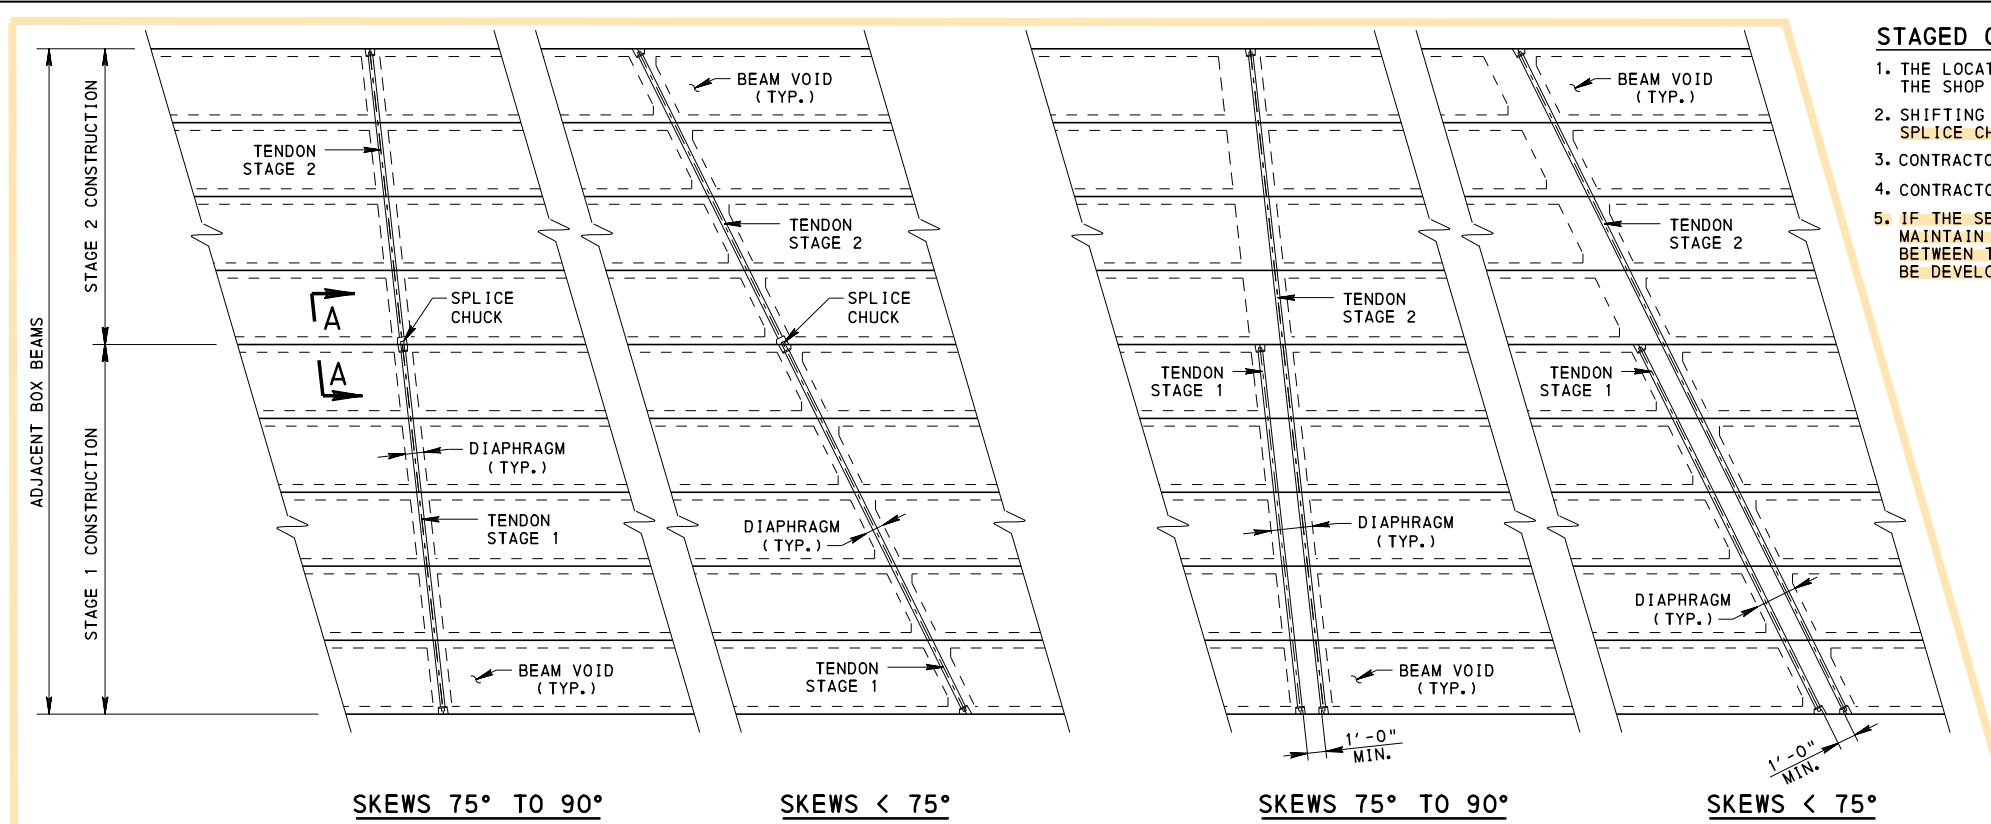 STAGED
1. THE LOCAT
THE SHOP
2. SHIFTING
SPLICE CH
3. CONTRACTO
4. CONTRACTO
5. IF THE SE
MAINTAIN
BETWEEN T
BE DEVELO
ADJACENT BOX BEAMS
STAGE 2 CONSTRUCTION
STAGE 1 CONSTRUCTION
BEAM VOID
(TYP.)
TENDON
STAGE 2
TENDON
STAGE 2
SPLICE
CHUCK
SPLICE
CHUCK
A
A
DIAPHRAGM
(TYP.)
TENDON
STAGE 1
DIAPHRAGM
(TYP.)
BEAM VOID
(TYP.)
TENDON
STAGE 1
SKEWS 75° TO 90°
SKEWS < 75°
BEAM VOID
(TYP.)
TENDON
STAGE 2
TENDON
STAGE 2
TENDON
STAGE 1
TENDON
STAGE 1
DIAPHRAGM
(TYP.)
DIAPHRAGM
(TYP.)
BEAM VOID
(TYP.)
1'-0"
MIN.
1'-0"
MIN.
SKEWS 75° TO 90°
SKEWS < 75°